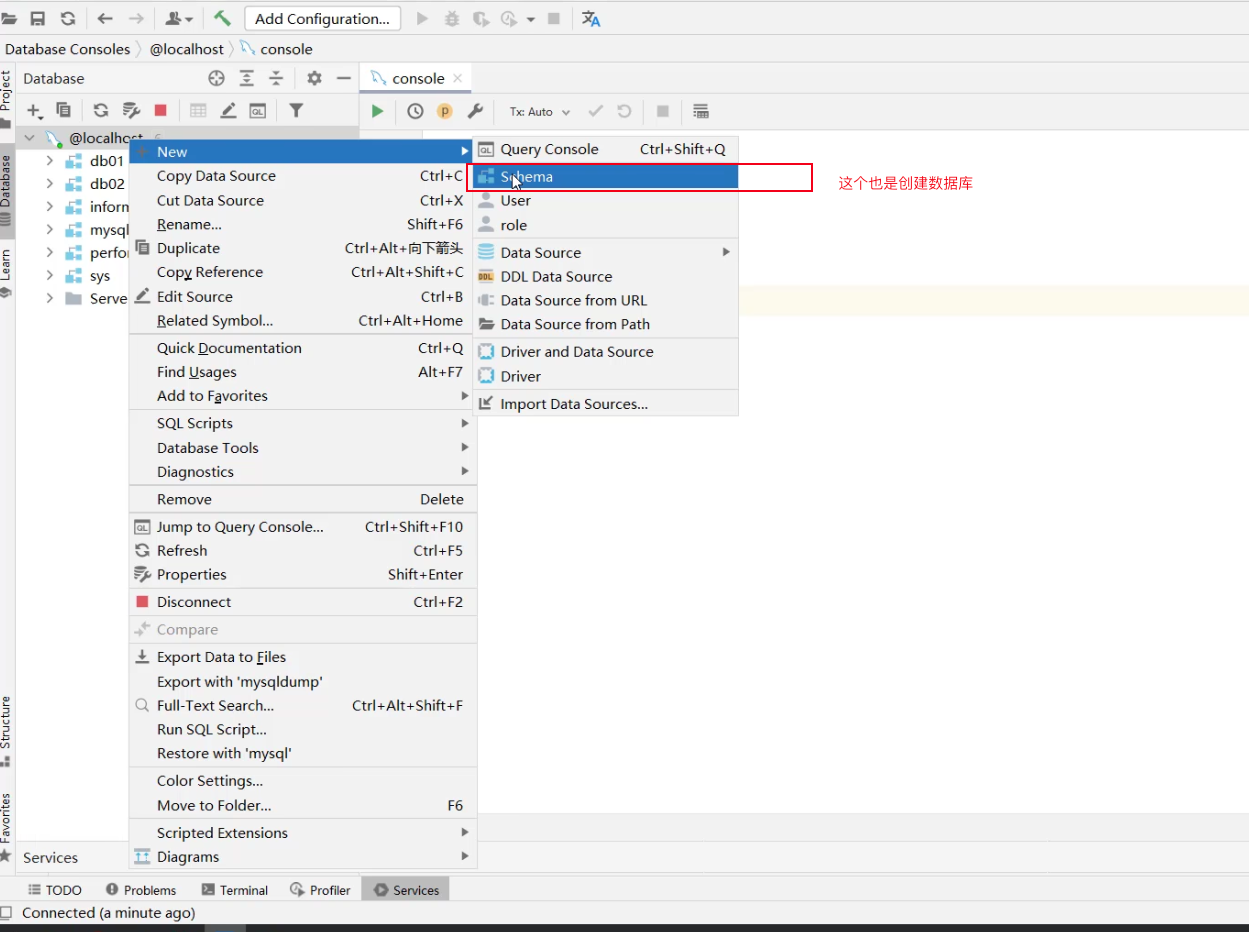 Add Configuration...
Database Consoles
@localhost
console
Project
Database
Learn
Structure
Favorites
Database
console
Tx: Auto
@localhost 6
db01
db02
inform
mysql
perfo
sys
Serve
New
Copy Data Source Ctrl+C
Cut Data Source Ctrl+X
Rename... Shift+F6
Duplicate Ctrl+Alt+向下箭头
Copy Reference Ctrl+Alt+Shift+C
Edit Source Ctrl+B
Related Symbol... Ctrl+Alt+Home
Quick Documentation Ctrl+Q
Find Usages Alt+F7
Add to Favorites
SQL Scripts
Database Tools
Diagnostics
Remove Delete
Jump to Query Console... Ctrl+Shift+F10
Refresh Ctrl+F5
Properties Shift+Enter
Disconnect Ctrl+F2
Compare
Export Data to Files
Export with 'mysqldump'
Full-Text Search... Ctrl+Alt+Shift+F
Run SQL Script...
Restore with 'mysql'
Color Settings...
Move to Folder... F6
Scripted Extensions
Diagrams
Query Console Ctrl+Shift+Q
Schema
User
role
Data Source
DDL Data Source
Data Source from URL
Data Source from Path
Driver and Data Source
Driver
Import Data Sources...
这个也是创建数据库
Services
TODO
Problems
Terminal
Profiler
Services
Connected (a minute ago)